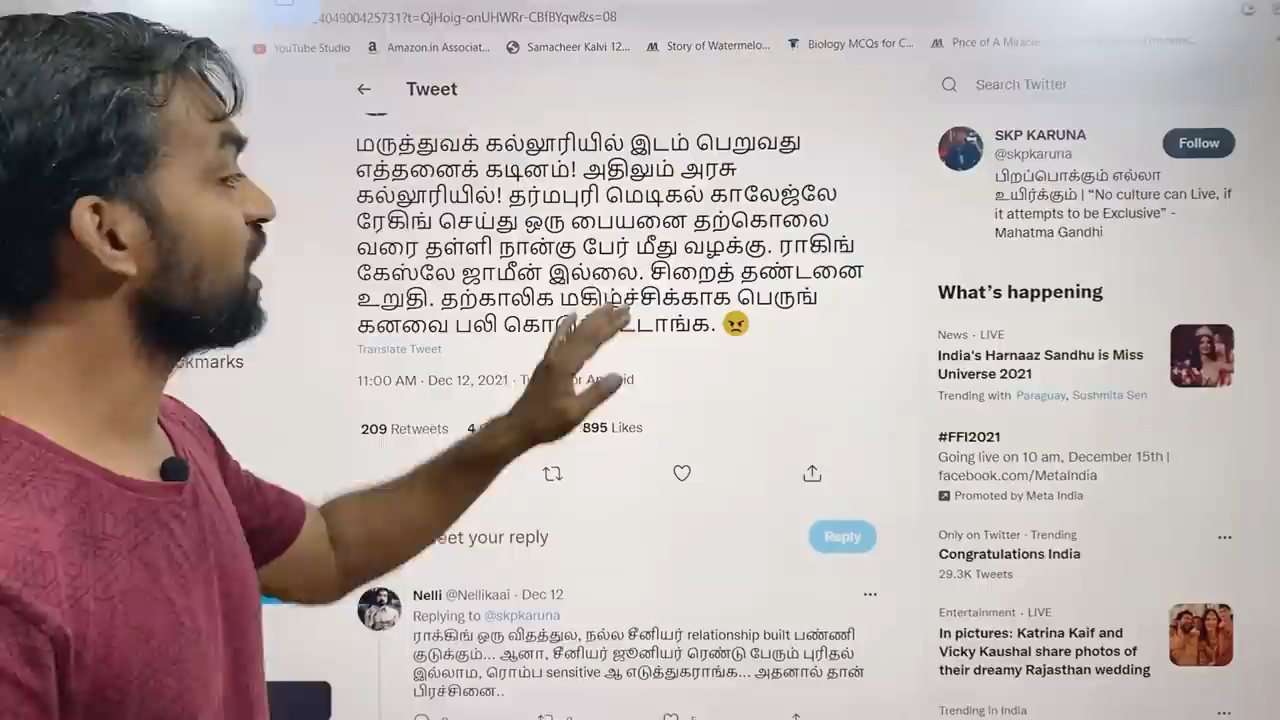 404900425731?t=QjHoig-onUHWRr-CBfBYqw&s=08
YouTube Studio
Amazon.in Associat...
Samacheer Kalvi 12...
Story of Watermelo...
Biology MCQs for C...
Price of A Miracle
Tweet
மருத்துவக் கல்லூரியில் இடம் பெறுவது
எத்தனைக் கடினம்! அதிலும் அரசு
கல்லூரியில்! தர்மபுரி மெடிகல் காலேஜ்லே
ரேகிங் செய்து ஒரு பையனை தற்கொலை
வரை தள்ளி நான்கு பேர் மீது வழக்கு. ராகிங்
கேஸ்லே ஜாமீன் இல்லை. சிறைத் தண்டனை
உறுதி. தற்காலிக மகிழ்ச்சிக்காக பெருங்
கனவை பலி 😡
Translate Tweet
11:00 AM · Dec 12, 2021 ·
209 Retweets
895 Likes
your reply
Reply
Nelli @Nellikaai · Dec 12
Replying to @skpkaruna
ராக்கிங் ஒரு விதத்துல, நல்ல சீனியர் relationship built பண்ணி
குடுக்கும்... ஆனா, சீனியர் ஜூனியர் ரெண்டு பேரும் புரிதல்
இல்லாம, ரொம்ப sensitive ஆ எடுத்துகராங்க... அதனால் தான்
பிரச்சினை..
Search Twitter
SKP KARUNA
@skpkaruna
Follow
பிறப்பொக்கும் எல்லா
உயிர்க்கும் | “No culture can Live, if
it attempts to be Exclusive” -
Mahatma Gandhi
What’s happening
News · LIVE
India's Harnaaz Sandhu is Miss
Universe 2021
Trending with Paraguay, Sushmita Sen
#FFI2021
Going live on 10 am, December 15th |
facebook.com/MetaIndia
Promoted by Meta India
Only on Twitter · Trending
Congratulations India
29.3K Tweets
Entertainment · LIVE
In pictures: Katrina Kaif and
Vicky Kaushal share photos of
their dreamy Rajasthan wedding
Trending in India